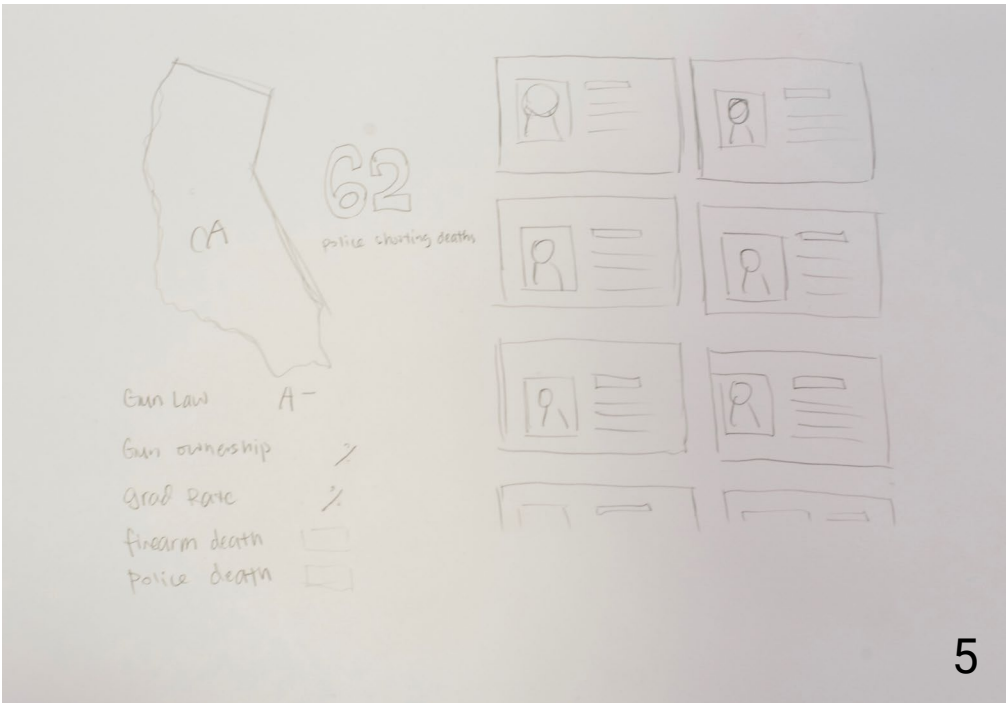 CA
62
police shooting deaths
Gun Law A-
Gun ownership %
grad Rate %
firearm death
police death
5